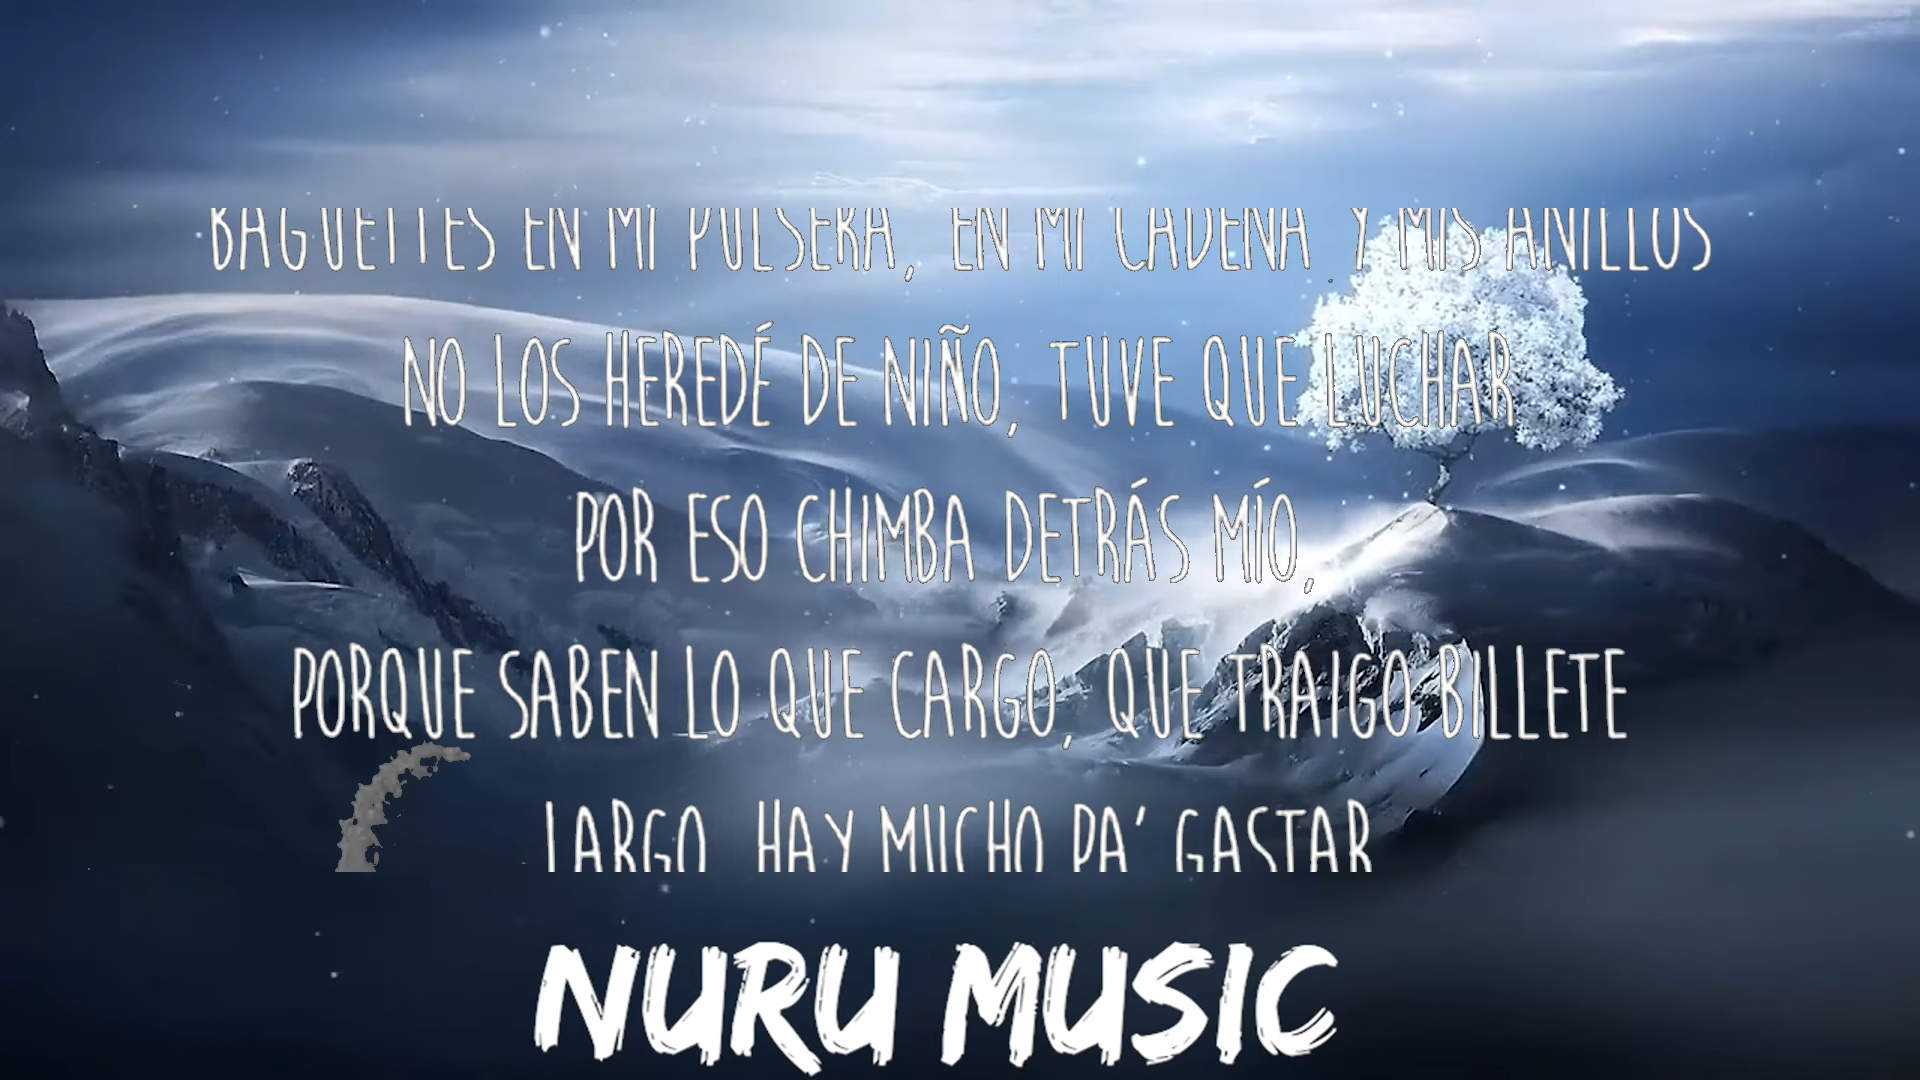 BAGUETTES EN MI PULSERA, EN MI CADENA, Y MIS ANILLOS
NO LOS HEREDÉ DE NIÑO, TUVE QUE LUCHAR
POR ESO CHIMBA DETRÁS MÍO,
PORQUE SABEN LO QUE CARGO, QUE TRAIGO BILLETE
LARGO, HAY MUCHO PA' GASTAR
NURU MUSIC